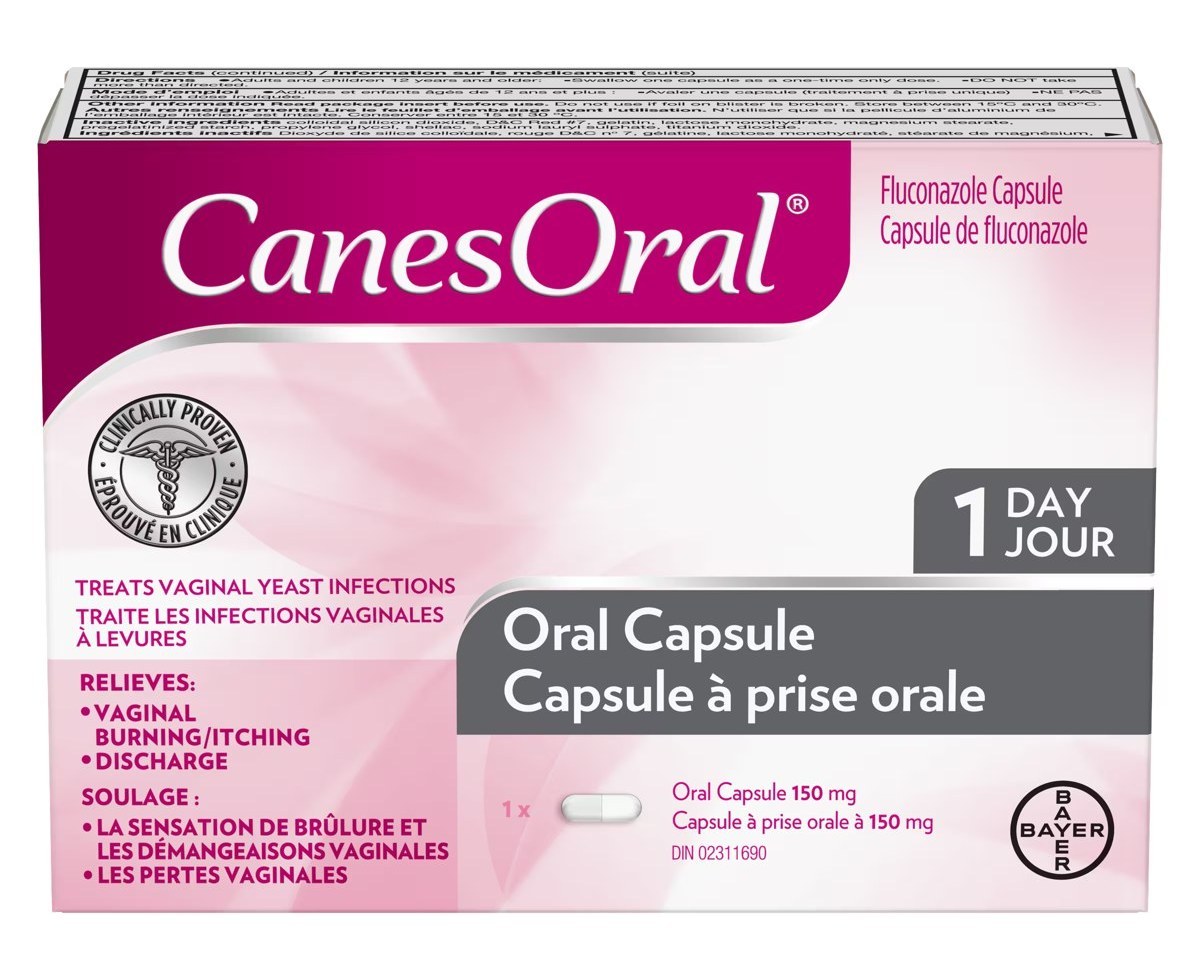 Drug Facts (continued) / Information sur le médicament (suite)
Directions •Adults and children 12 years and older: •Swallow one capsule as a one-time only dose. •DO NOT take
more than directed.
Mode d'emploi •Adultes et enfants âgés de 12 ans et plus : •Avaler une capsule (traitement à prise unique) •NE PAS
dépasser la dose indiquée.
Other information Read package insert before use. Do not use if foil on blister is broken. Store between 15°C and 30°C.
Autres renseignements Lire le feuillet d'emballage avant l'utilisation. N'utiliser que si la pellicule d'aluminium de
l'emballage intérieur est intacte. Conserver entre 15 et 30 °C.
Inactive ingredients colloidal silicon dioxide, D&C Red #7, gelatin, lactose monohydrate, magnesium stearate,
pregelatinized starch, propylene glycol, shellac, sodium lauryl sulphate, titanium dioxide.
Ingrédients inactifs Dioxyde de silice colloïdale, rouge D&C n° 7, gélatine, lactose monohydraté, stéarate de magnésium,
CanesOral®
Fluconazole Capsule
Capsule de fluconazole
CLINICALLY PROVEN
ÉPROUVÉ EN CLINIQUE
1 DAY
JOUR
TREATS VAGINAL YEAST INFECTIONS
TRAITE LES INFECTIONS VAGINALES
À LEVURES
Oral Capsule
Capsule à prise orale
RELIEVES:
• VAGINAL
BURNING/ITCHING
• DISCHARGE
SOULAGE :
• LA SENSATION DE BRÛLURE ET
LES DÉMANGEAISONS VAGINALES
• LES PERTES VAGINALES
1 x
Oral Capsule 150 mg
Capsule à prise orale à 150 mg
DIN 02311690
BAYER
BAYER